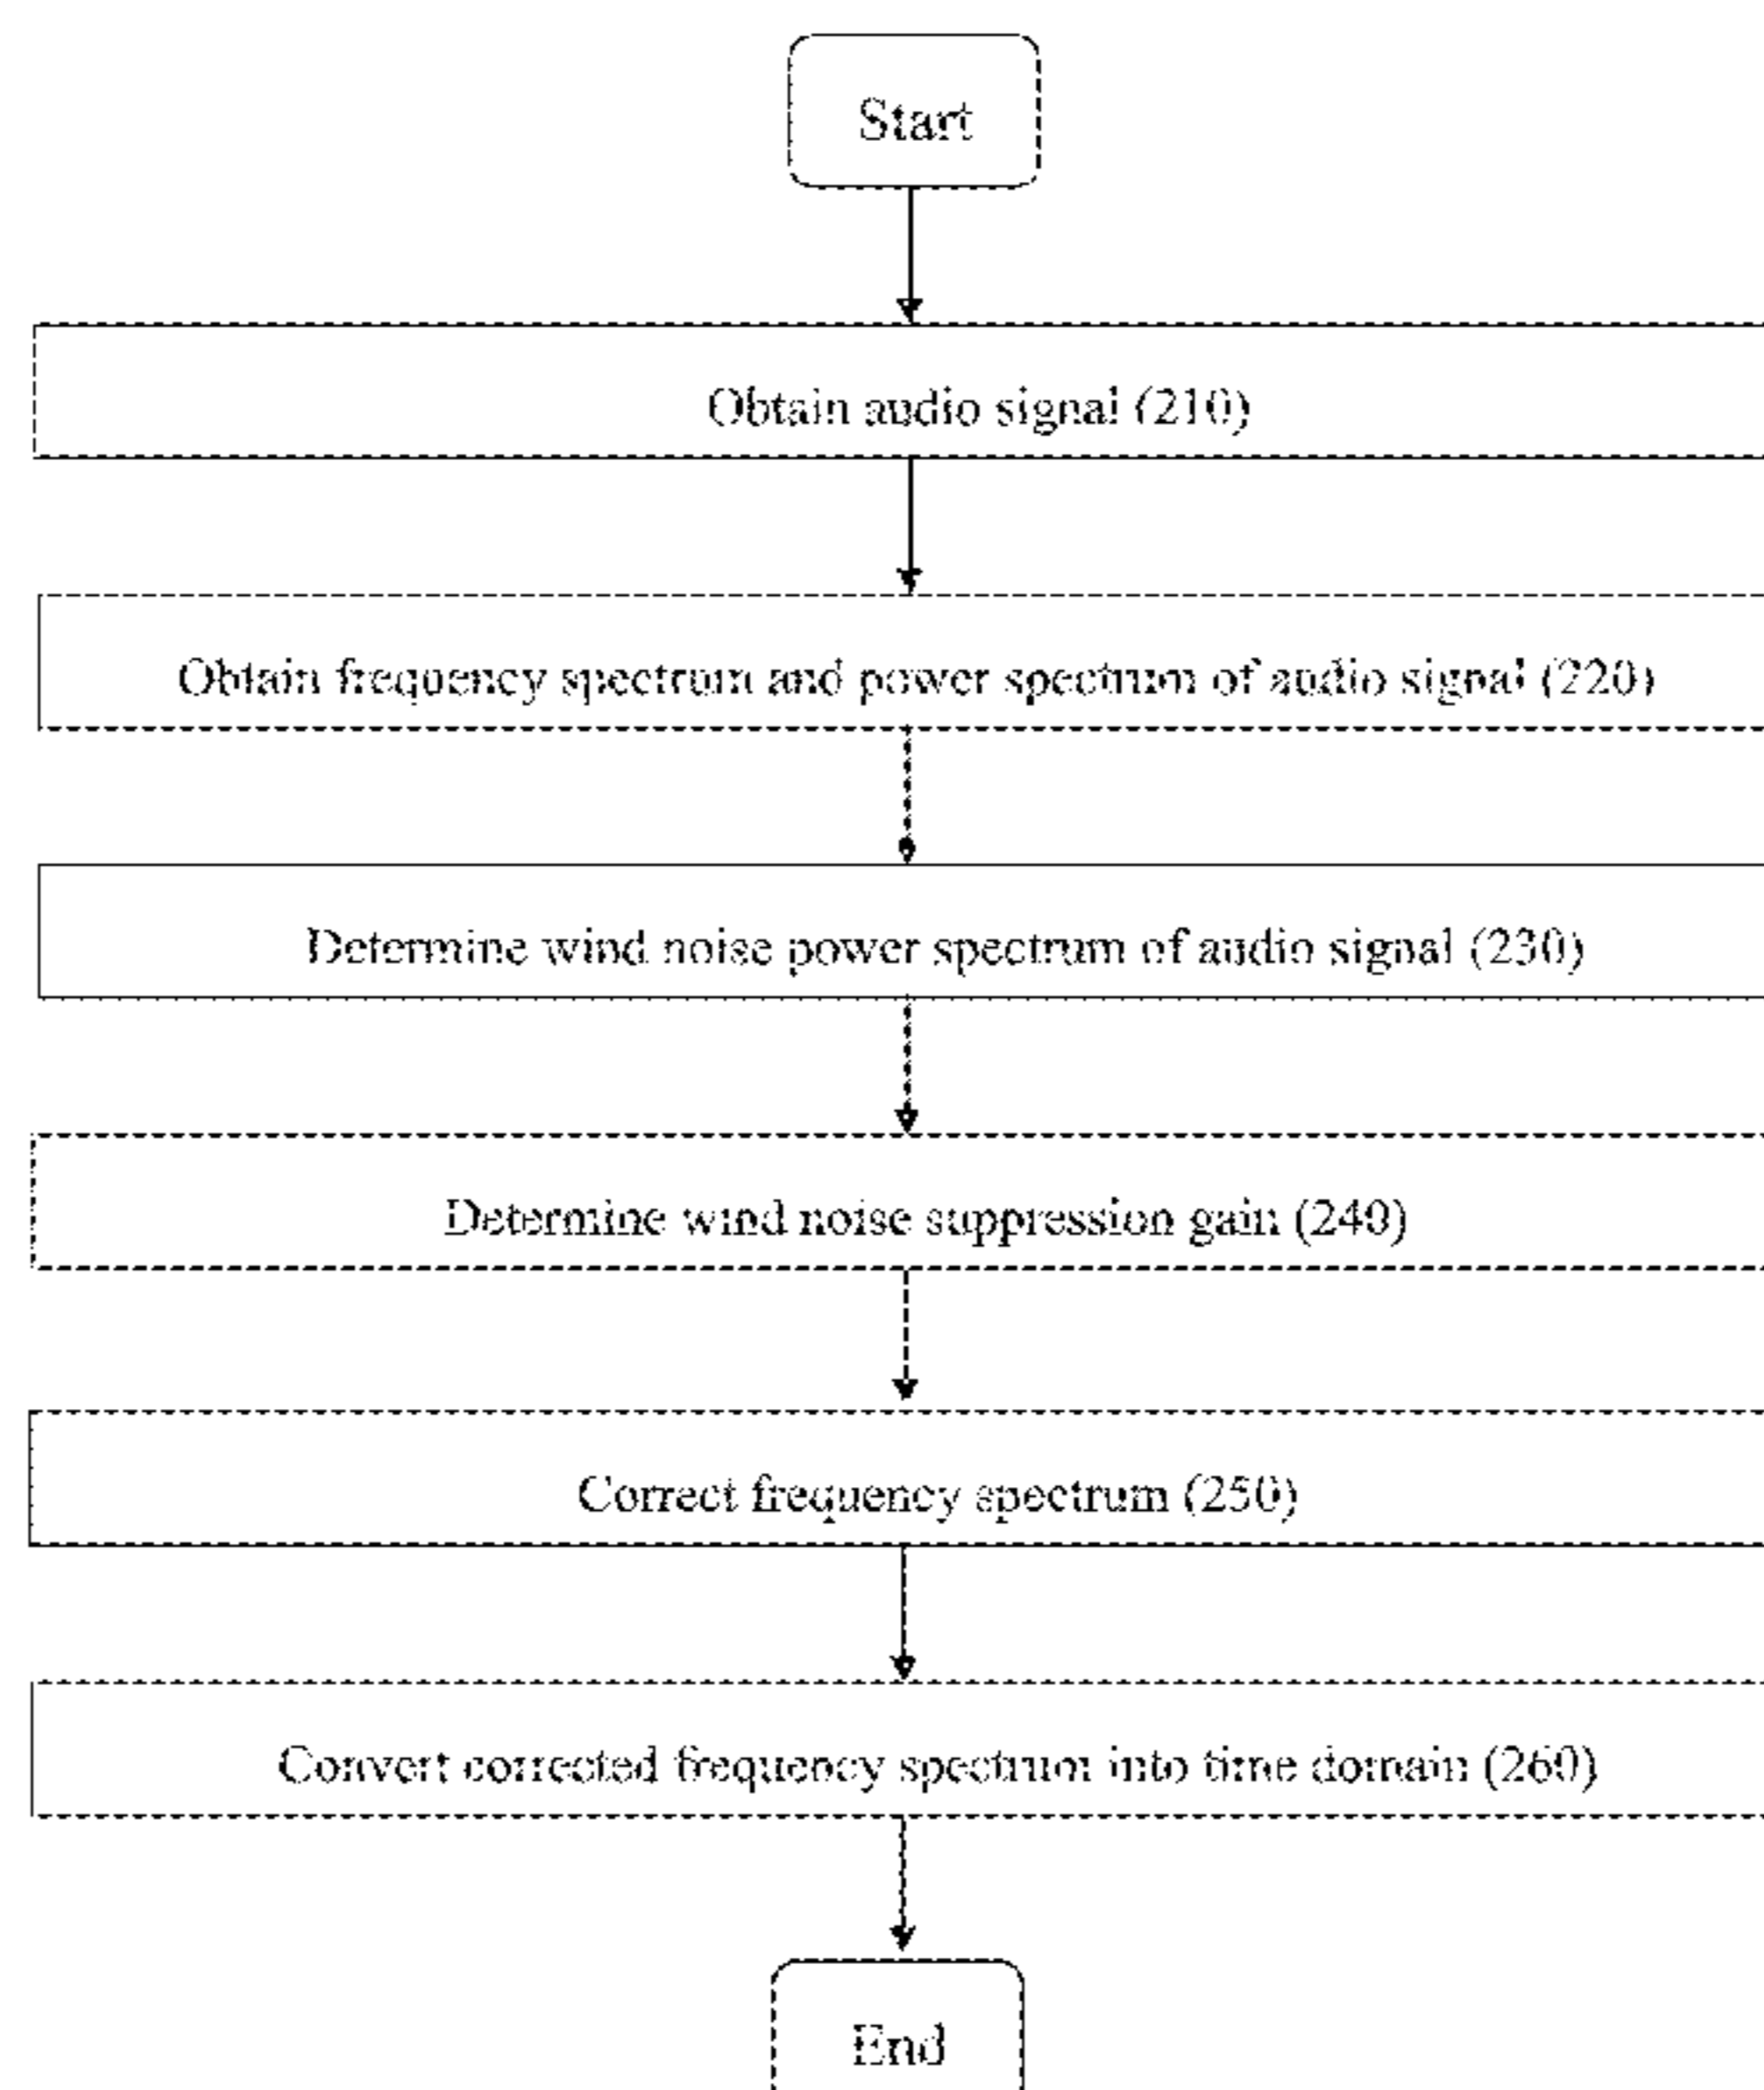 Start
Obtain audio signal (210)
Obtain frequency spectrum and power spectrum of audio signal (220)
Determine wind noise power spectrum of audio signal (230)
Determine wind noise suppression gain (240)
Correct frequency spectrum (250)
Convert corrected frequency spectrum into time domain (260)
End